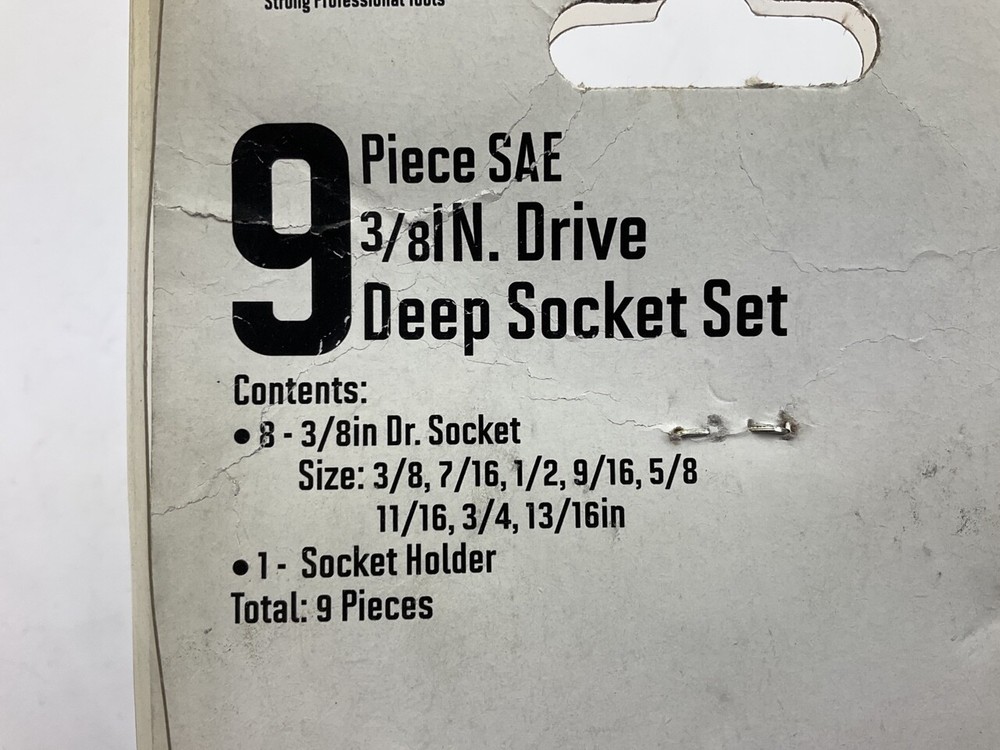 Strong Professional Tools
9 Piece SAE
3/8IN. Drive
Deep Socket Set
Contents:
● 8 - 3/8in Dr. Socket
Size: 3/8, 7/16, 1/2, 9/16, 5/8
11/16, 3/4, 13/16in
● 1 - Socket Holder
Total: 9 Pieces